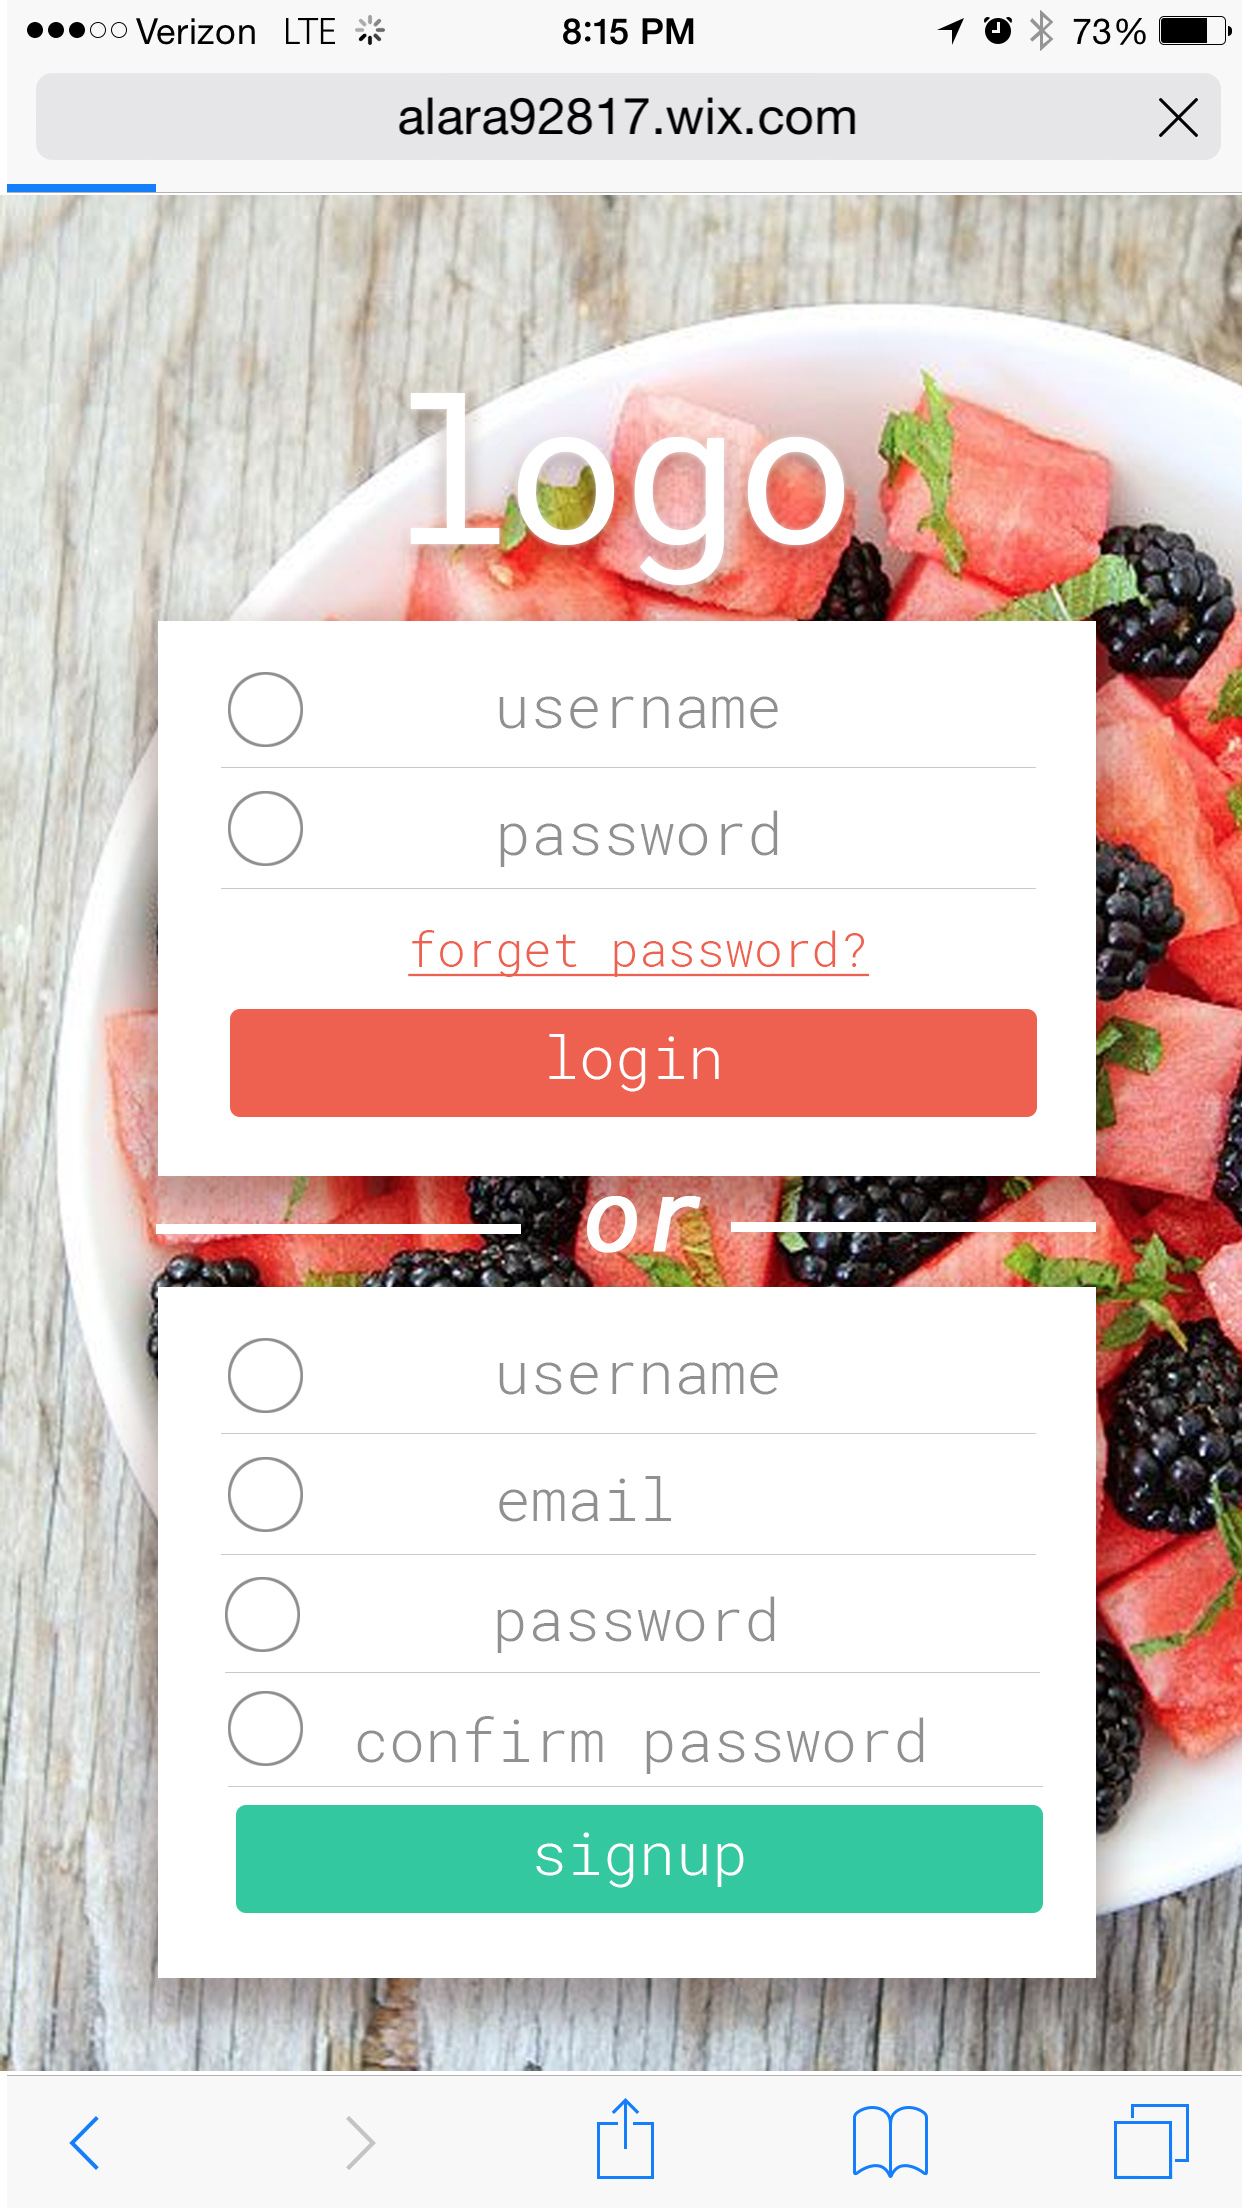 Verizon LTE 8:15 PM 73%
alara92817.wix.com
logo
username
password
forget password?
login
or
username
email
password
confirm password
signup